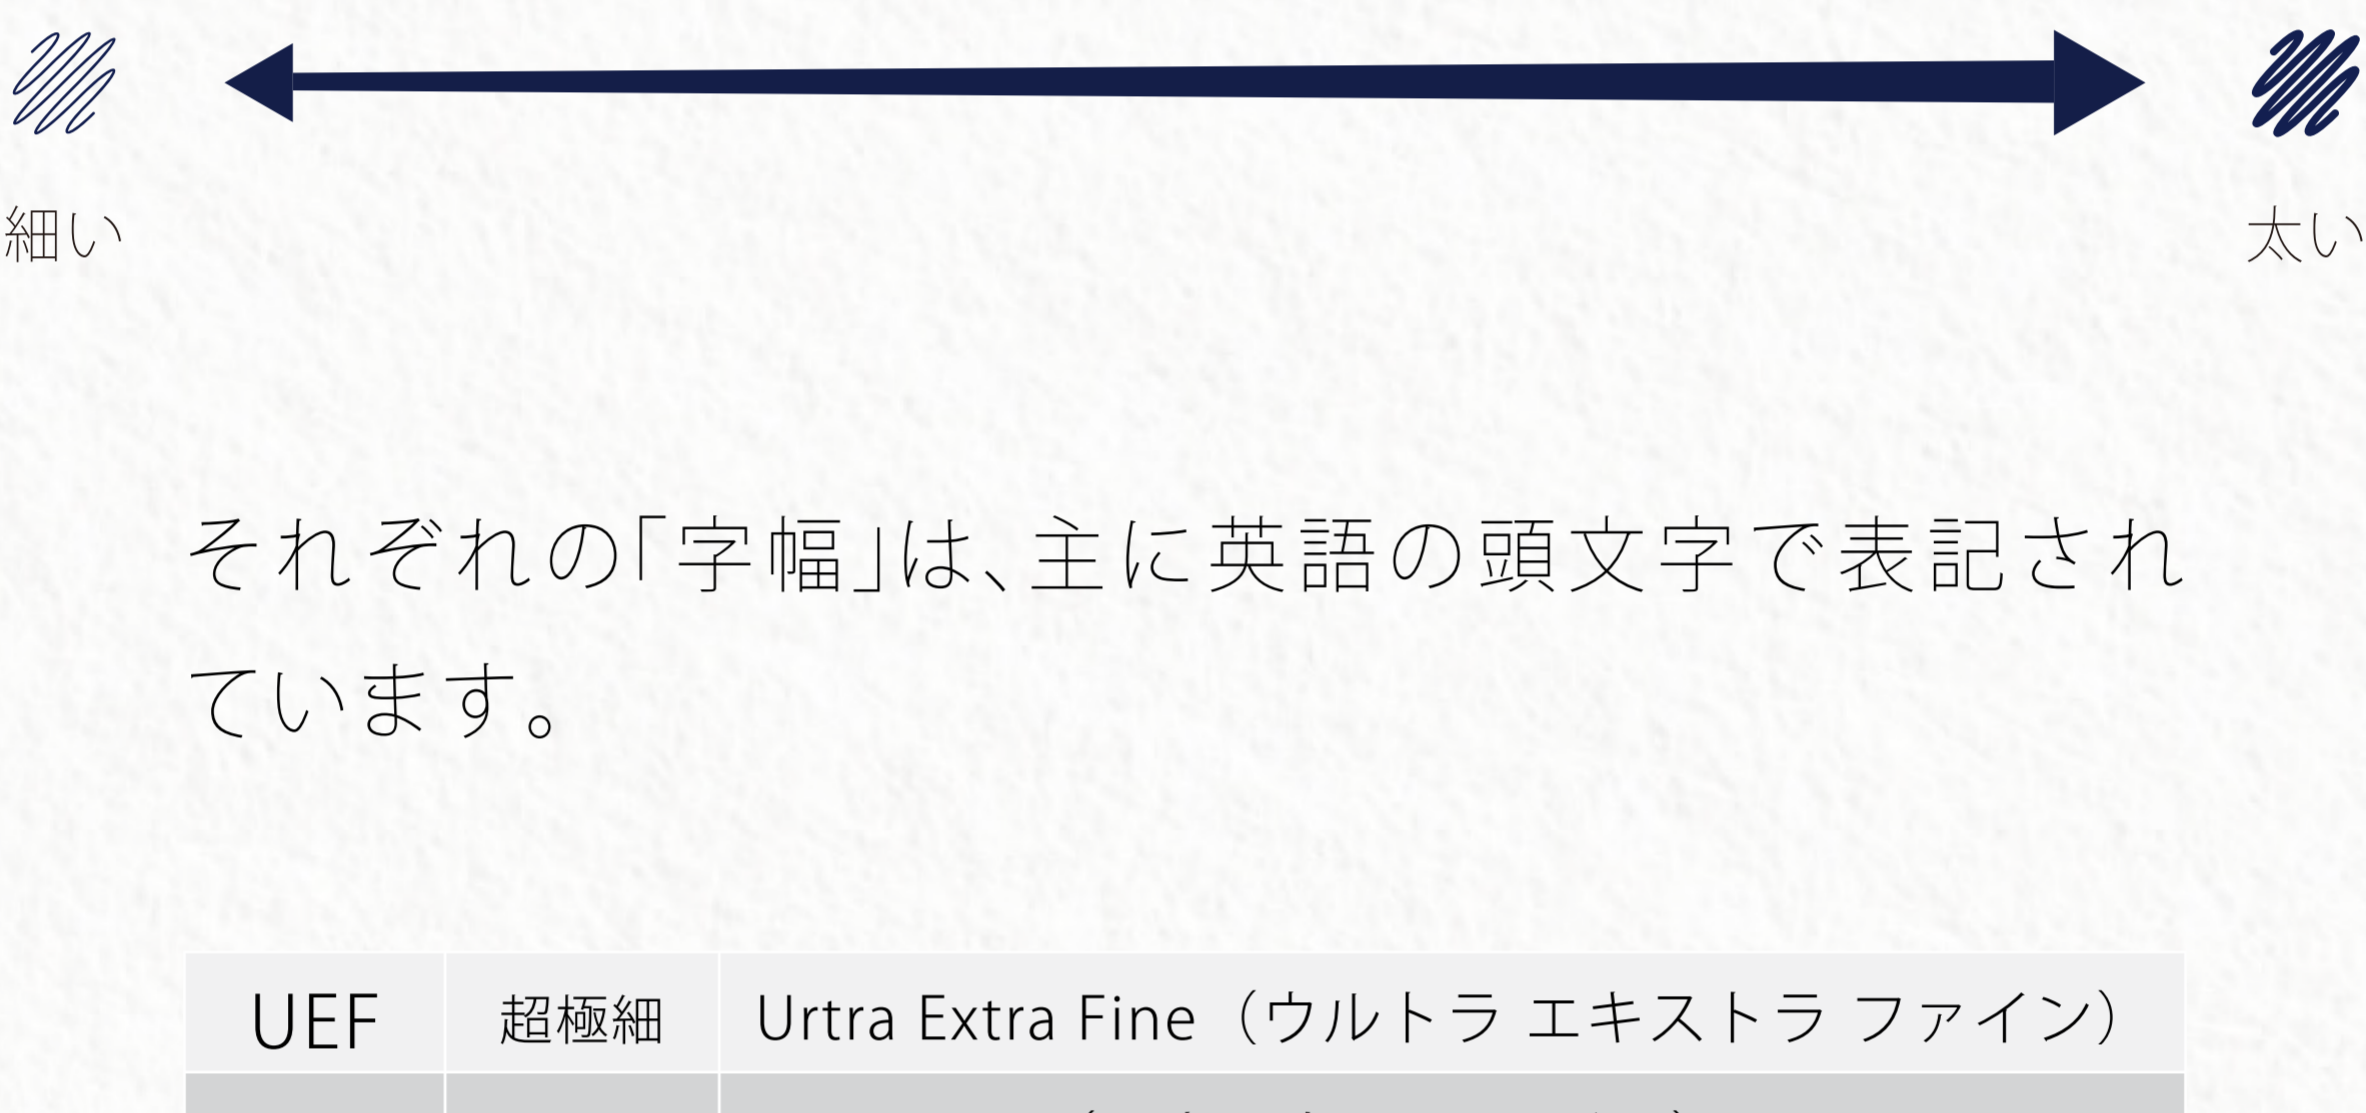 細い
太い
それぞれの「字幅」は、主に英語の頭文字で表記され
ています。
UEF 超極細 Urtra Extra Fine（ウルトラ エキストラ ファイン）